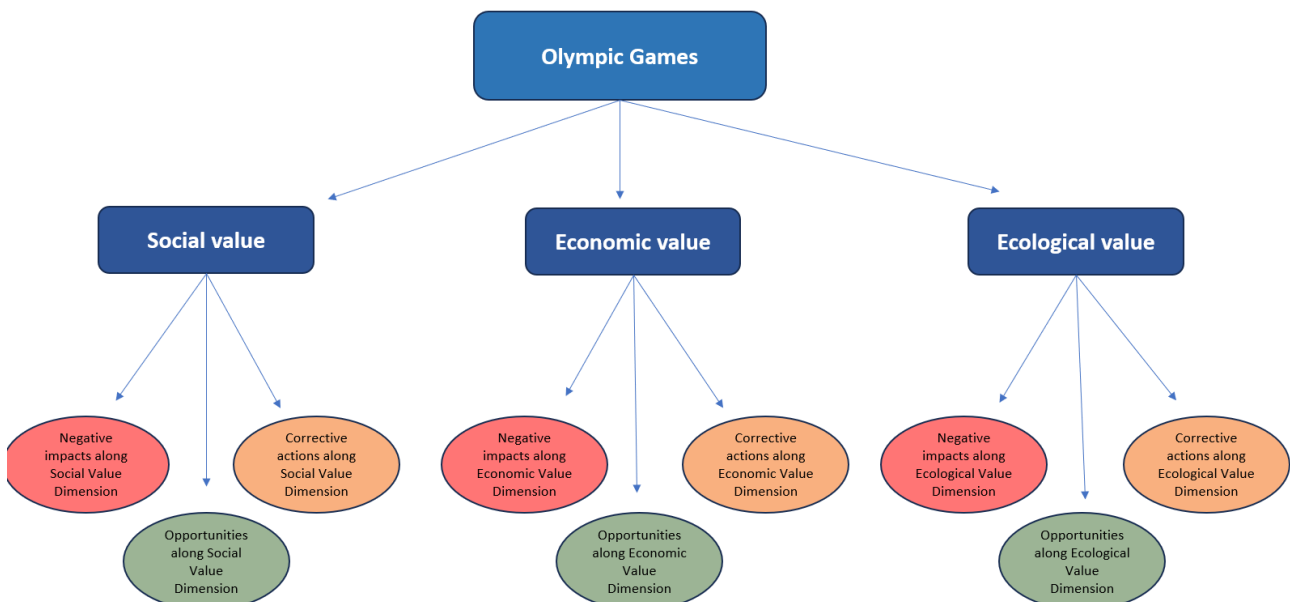 Olympic Games
Social value
Economic value
Ecological value
Negative
impacts along
Social Value
Dimension
Corrective
actions along
Social Value
Dimension
Negative
impacts along
Economic Value
Dimension
Corrective
actions along
Economic Value
Dimension
Negative
impacts along
Ecological Value
Dimension
Corrective
actions along
Ecological Value
Dimension
Opportunities
along Social
Value
Dimension
Opportunities
along Economic
Value
Dimension
Opportunities
along Ecological
Value
Dimension